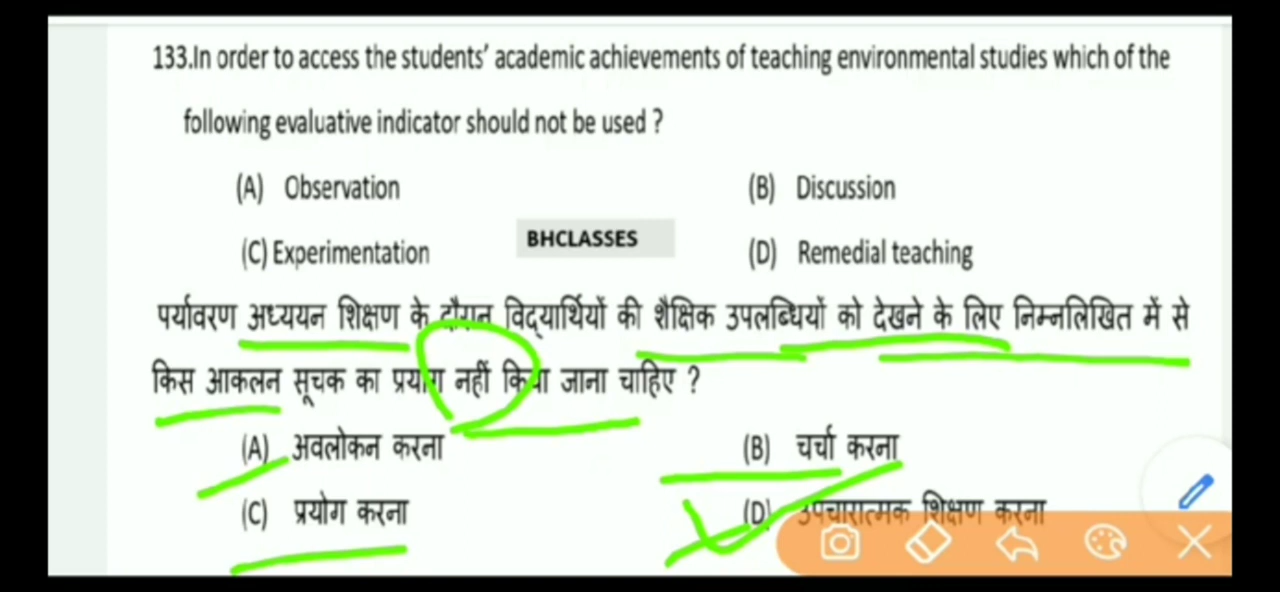 133.In order to access the students' academic achievements of teaching environmental studies which of the
following evaluative indicator should not be used ?
(A) Observation (B) Discussion
BHCLASSES
(C) Experimentation (D) Remedial teaching
पर्यावरण अध्ययन शिक्षण के दौरान विद्यार्थियों की शैक्षिक उपलब्धियों को देखने के लिए निम्नलिखित में से
किस आकलन सूचक का प्रयोग नहीं किया जाना चाहिए ?
(A) अवलोकन करना (B) चर्चा करना
(C) प्रयोग करना (D) उपचारात्मक शिक्षण करना